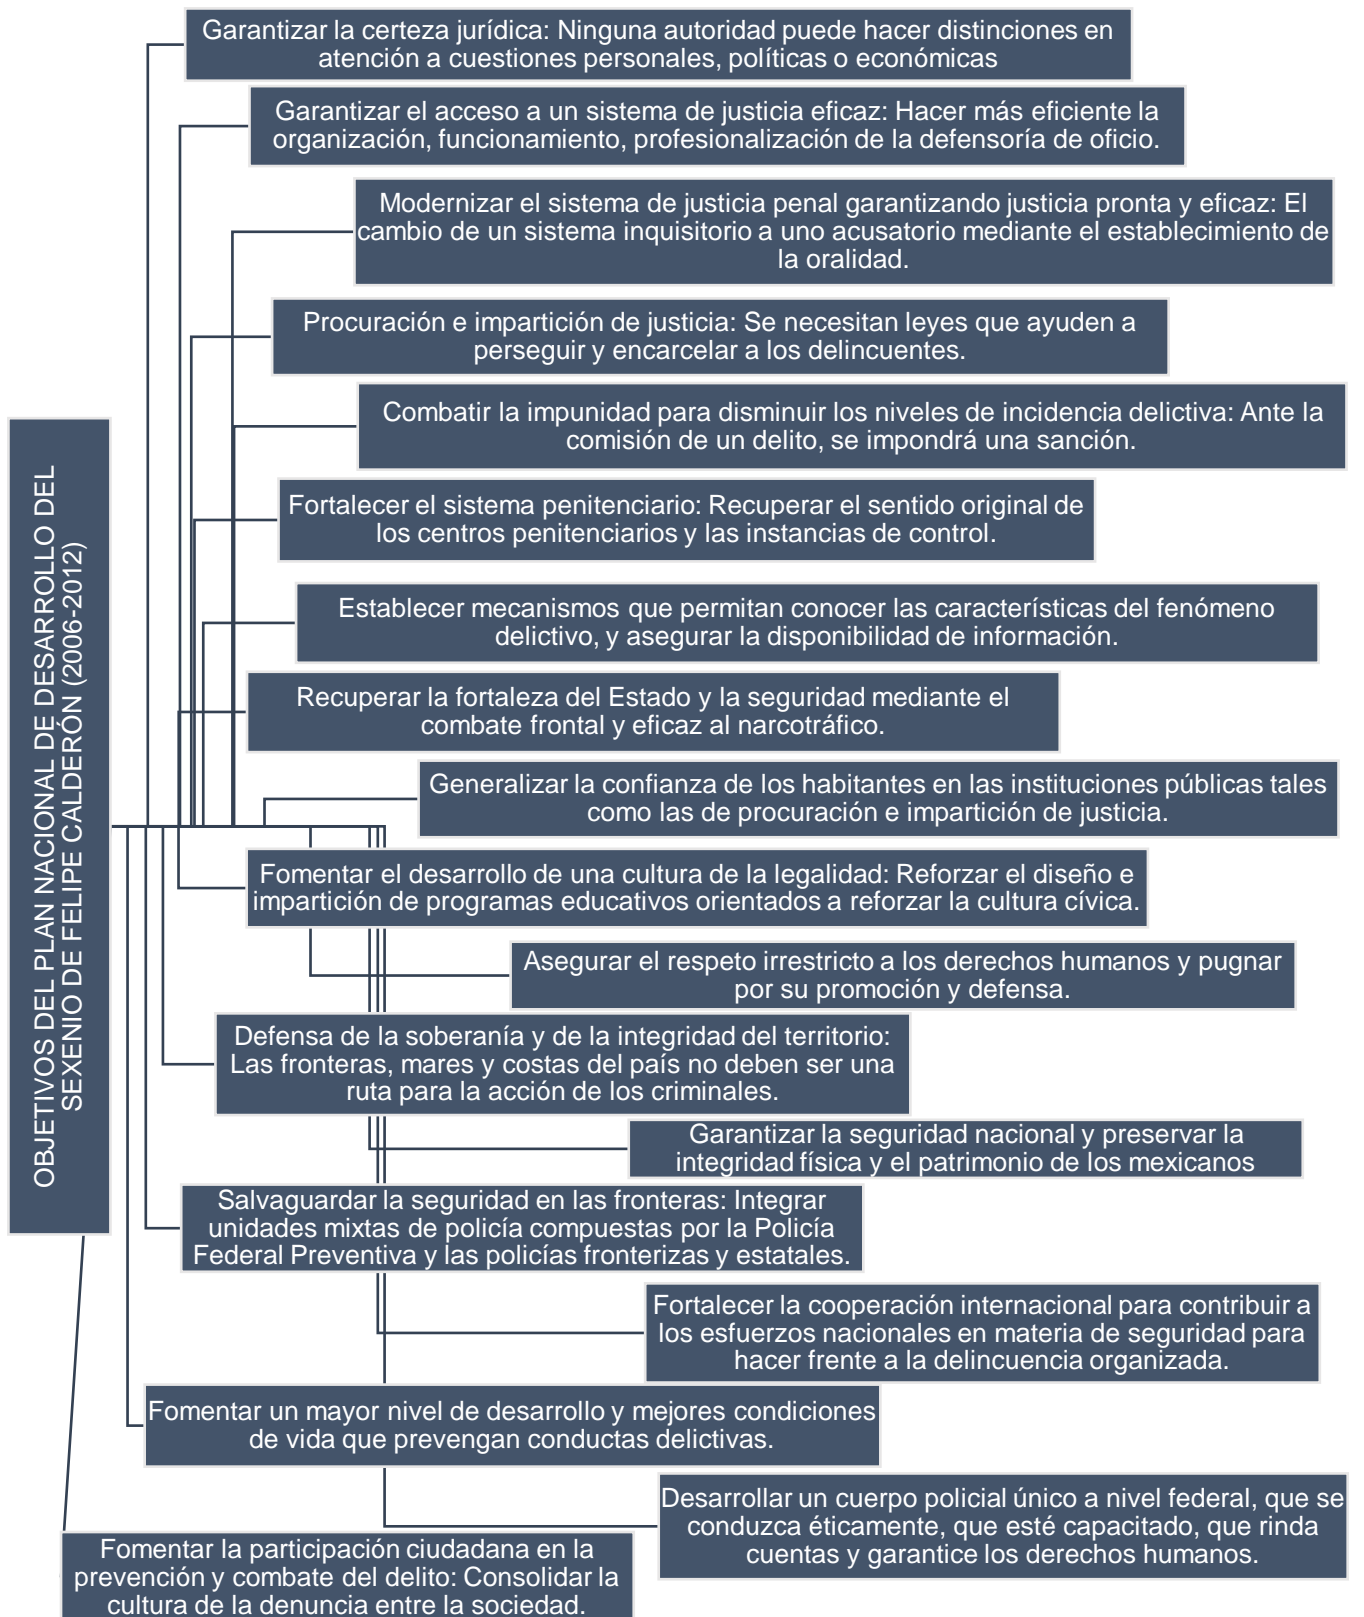 Garantizar la certeza jurídica: Ninguna autoridad puede hacer distinciones en
atención a cuestiones personales, políticas o económicas
Garantizar el acceso a un sistema de justicia eficaz: Hacer más eficiente la
organización, funcionamiento, profesionalización de la defensoría de oficio.
Modernizar el sistema de justicia penal garantizando justicia pronta y eficaz: El
cambio de un sistema inquisitorio a uno acusatorio mediante el establecimiento de
la oralidad.
Procuración e impartición de justicia: Se necesitan leyes que ayuden a
perseguir y encarcelar a los delincuentes.
Combatir la impunidad para disminuir los niveles de incidencia delictiva: Ante la
comisión de un delito, se impondrá una sanción.
OBJETIVOS DEL PLAN NACIONAL DE DESARROLLO DEL
SEXENIO DE FELIPE CALDERÓN (2006-2012)
Fortalecer el sistema penitenciario: Recuperar el sentido original de
los centros penitenciarios y las instancias de control.
Establecer mecanismos que permitan conocer las características del fenómeno
delictivo, y asegurar la disponibilidad de información.
Recuperar la fortaleza del Estado y la seguridad mediante el
combate frontal y eficaz al narcotráfico.
Generalizar la confianza de los habitantes en las instituciones públicas tales
como las de procuración e impartición de justicia.
Fomentar el desarrollo de una cultura de la legalidad: Reforzar el diseño e
impartición de programas educativos orientados a reforzar la cultura cívica.
Asegurar el respeto irrestricto a los derechos humanos y pugnar
por su promoción y defensa.
Defensa de la soberanía y de la integridad del territorio:
Las fronteras, mares y costas del país no deben ser una
ruta para la acción de los criminales.
Garantizar la seguridad nacional y preservar la
integridad física y el patrimonio de los mexicanos
Salvaguardar la seguridad en las fronteras: Integrar
unidades mixtas de policía compuestas por la Policía
Federal Preventiva y las policías fronterizas y estatales.
Fortalecer la cooperación internacional para contribuir a
los esfuerzos nacionales en materia de seguridad para
hacer frente a la delincuencia organizada.
Fomentar un mayor nivel de desarrollo y mejores condiciones
de vida que prevengan conductas delictivas.
Desarrollar un cuerpo policial único a nivel federal, que se
conduzca éticamente, que esté capacitado, que rinda
cuentas y garantice los derechos humanos.
Fomentar la participación ciudadana en la
prevención y combate del delito: Consolidar la
cultura de la denuncia entre la sociedad.